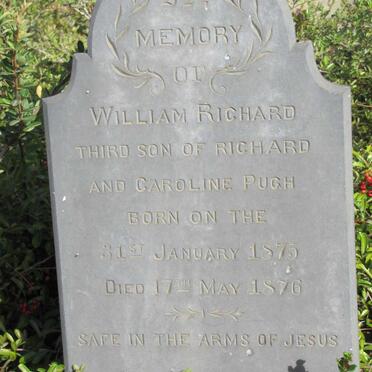 MEMORY
OF
WILLIAM RICHARD
THIRD SON OF RICHARD
AND CAROLINE PUGH
BORN ON THE
31ST JANUARY 1875
DIED 17TH MAY 1876
SAFE IN THE ARMS OF JESUS